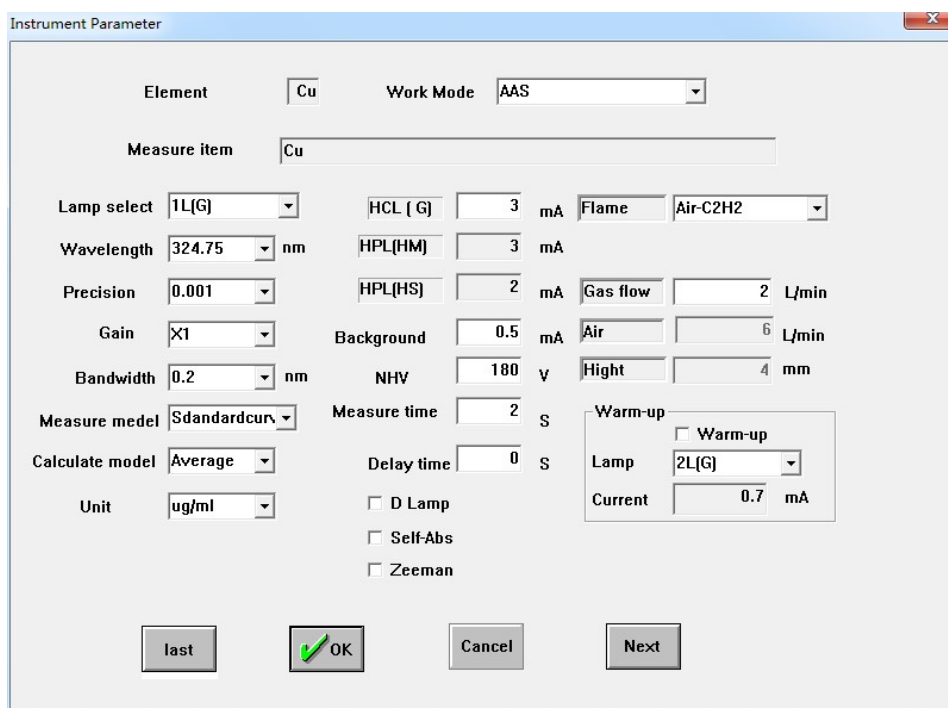 Instrument Parameter
Element Cu Work Mode AAS
Measure item Cu
Lamp select 1L(G) HCL ( G) 3 mA Flame Air-C2H2
Wavelength 324.75 nm HPL(HM) 3 mA
Precision 0.001 HPL(HS) 2 mA Gas flow 2 L/min
Gain X1 Background 0.5 mA Air 6 L/min
Bandwidth 0.2 nm NHV 180 V Hight 4 mm
Measure medel Sdandardcurv Measure time 2 S Warm-up
Warm-up
Calculate model Average Delay time 0 S Lamp 2L(G)
Unit ug/ml D Lamp Current 0.7 mA
Self-Abs
Zeeman
last OK Cancel Next